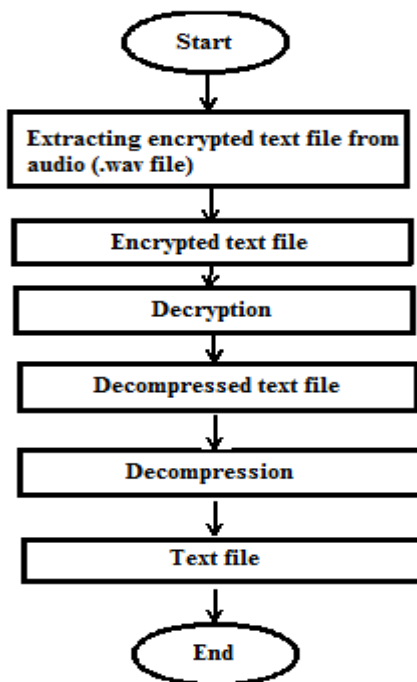 Start
Extracting encrypted text file from
audio (.wav file)
Encrypted text file
Decryption
Decompressed text file
Decompression
Text file
End